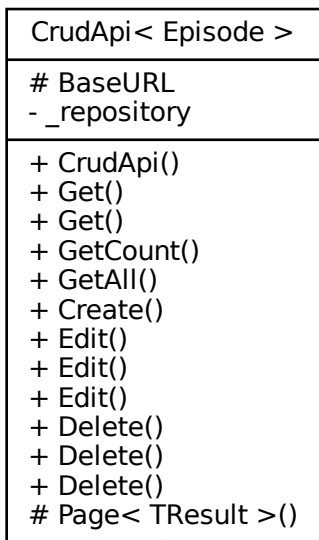 CrudApi< Episode >
# BaseURL
- _repository
+ CrudApi()
+ Get()
+ Get()
+ GetCount()
+ GetAll()
+ Create()
+ Edit()
+ Edit()
+ Edit()
+ Delete()
+ Delete()
+ Delete()
# Page< TResult >()